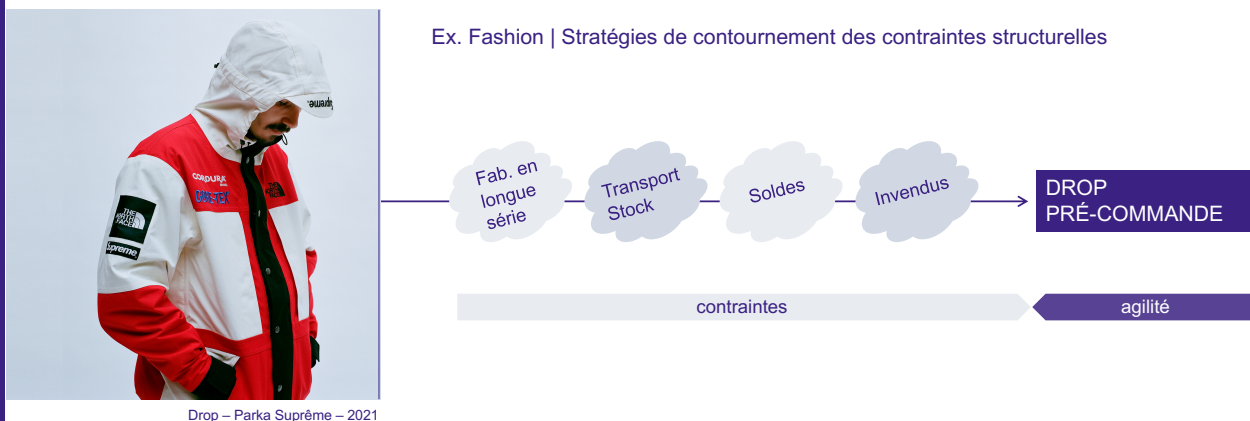 Ex. Fashion | Stratégies de contournement des contraintes structurelles
Supreme.
CORDURA
GORE-TEX
THE
NORTH
FACE
Supreme
Fab. en
longue
série
Transport
Stock
Soldes
Invendus
DROP
PRÉ-COMMANDE
contraintes
agilité
Drop – Parka Suprême – 2021